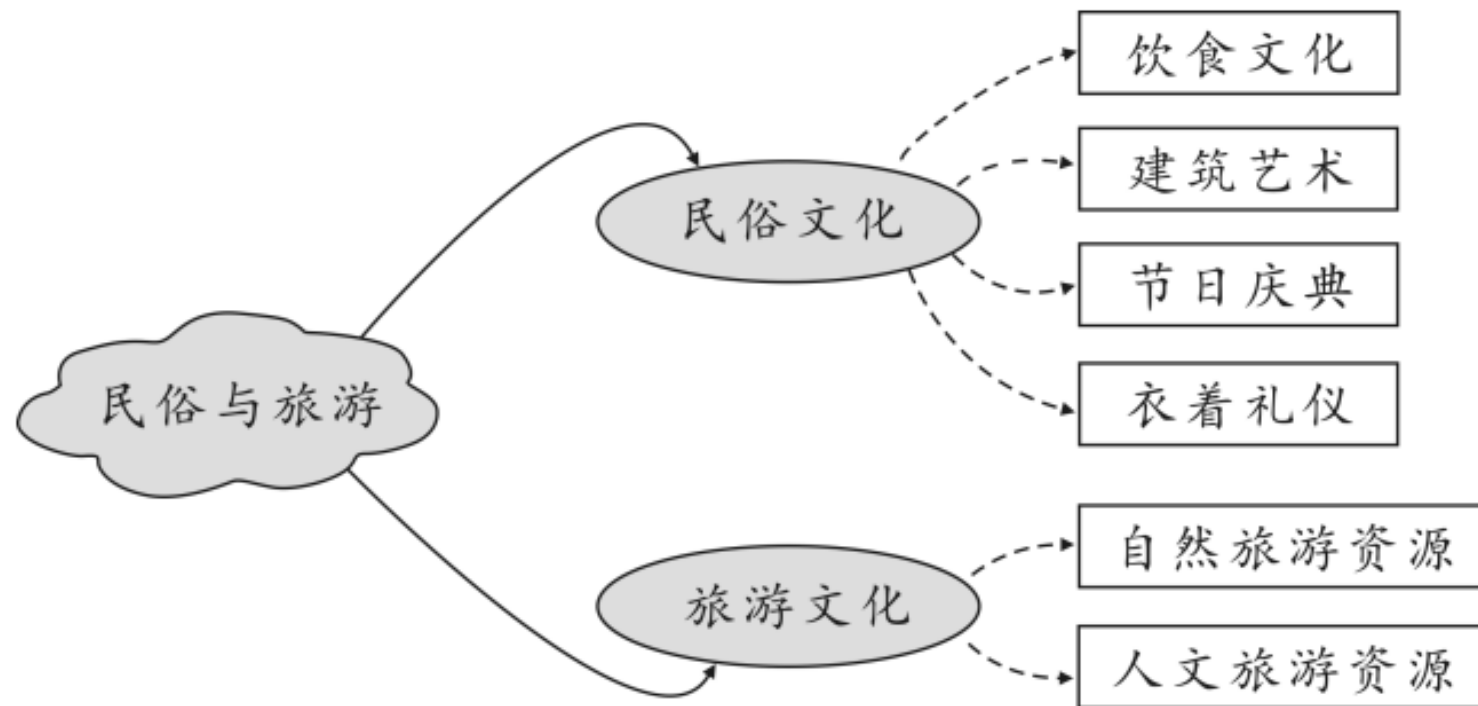 民俗与旅游
民俗文化
饮食文化
建筑艺术
节日庆典
衣着礼仪
旅游文化
自然旅游资源
人文旅游资源